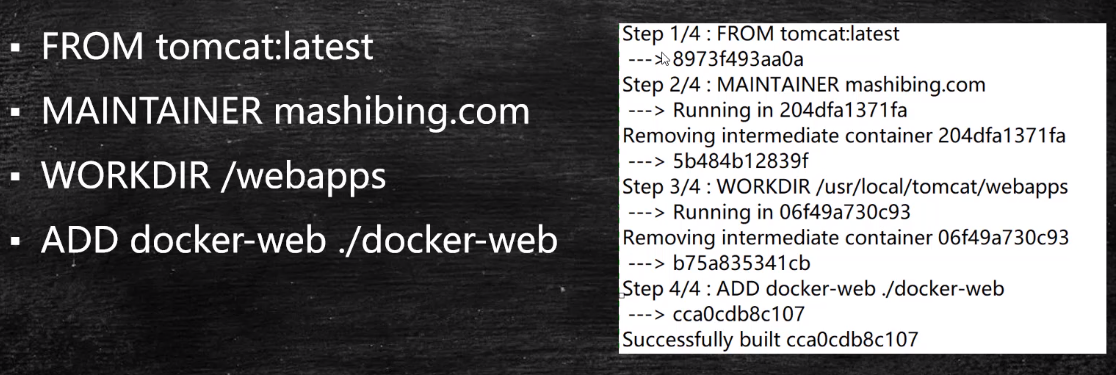 ▪ FROM tomcat:latest
▪ MAINTAINER mashibing.com
▪ WORKDIR /webapps
▪ ADD docker-web ./docker-web
Step 1/4 : FROM tomcat:latest
---> 8973f493aa0a
Step 2/4 : MAINTAINER mashibing.com
---> Running in 204dfa1371fa
Removing intermediate container 204dfa1371fa
---> 5b484b12839f
Step 3/4 : WORKDIR /usr/local/tomcat/webapps
---> Running in 06f49a730c93
Removing intermediate container 06f49a730c93
---> b75a835341cb
Step 4/4 : ADD docker-web ./docker-web
---> cca0cdb8c107
Successfully built cca0cdb8c107